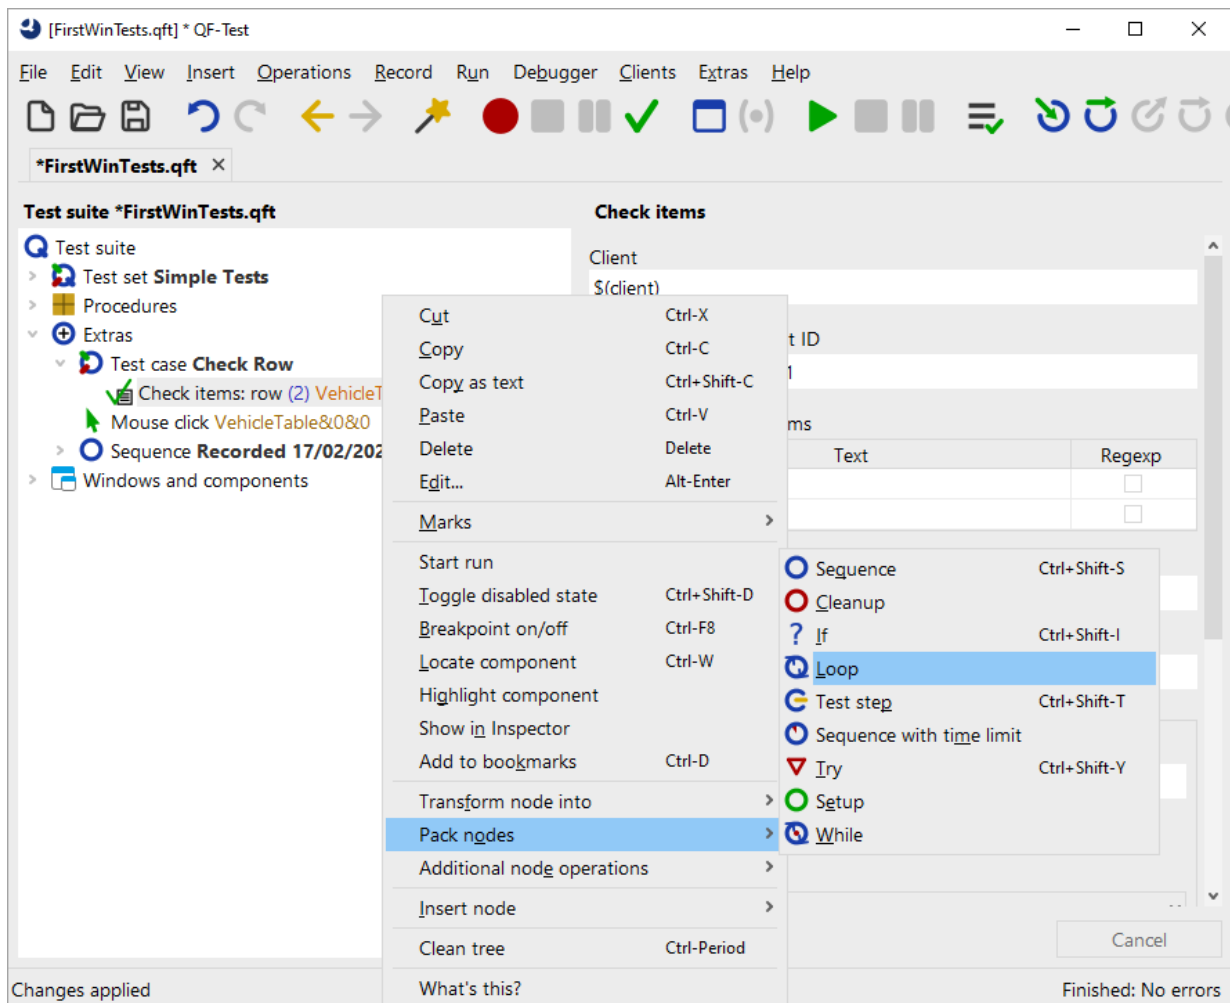 [FirstWinTests.qft] * QF-Test
File Edit View Insert Operations Record Run Debugger Clients Extras Help
*FirstWinTests.qft
Test suite *FirstWinTests.qft
Test suite
Test set Simple Tests
Procedures
Extras
Test case Check Row
Check items: row (2) VehicleT
Mouse click VehicleTable&0&0
Sequence Recorded 17/02/202
Windows and components
Check items
Client
$(client)
t ID
1
ms
Text Regexp
Cut Ctrl-X
Copy Ctrl-C
Copy as text Ctrl+Shift-C
Paste Ctrl-V
Delete Delete
Edit... Alt-Enter
Marks
Start run
Toggle disabled state Ctrl+Shift-D
Breakpoint on/off Ctrl-F8
Locate component Ctrl-W
Highlight component
Show in Inspector
Add to bookmarks Ctrl-D
Transform node into
Pack nodes
Additional node operations
Insert node
Clean tree Ctrl-Period
What's this?
Sequence Ctrl+Shift-S
Cleanup
If Ctrl+Shift-I
Loop
Test step Ctrl+Shift-T
Sequence with time limit
Try Ctrl+Shift-Y
Setup
While
Cancel
Changes applied
Finished: No errors